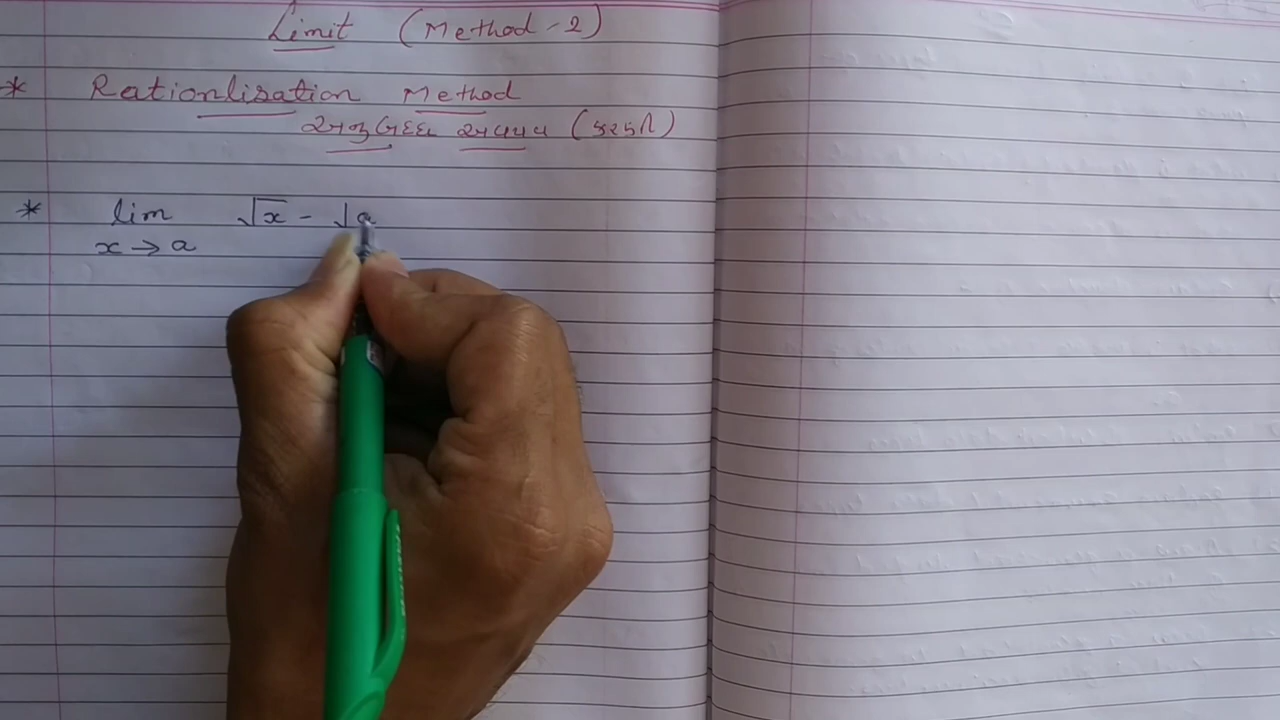 Limit (Method-2)
* Rationlisation Method
* lim √x - √a
x → a